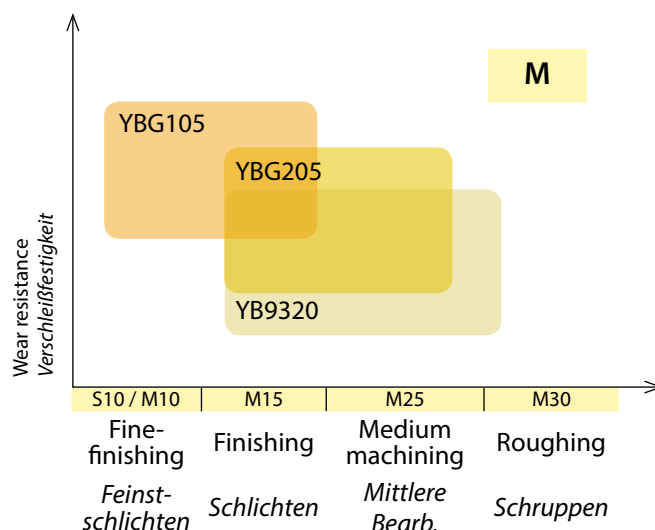 M
YBG105
YBG205
YB9320
Wear resistance
Verschleißfestigkeit
S10 / M10
M15
M25
M30
Fine-
finishing
Finishing
Medium
machining
Roughing
Feinst-
schlichten
Schlichten
Mittlere
Bearb.
Schruppen